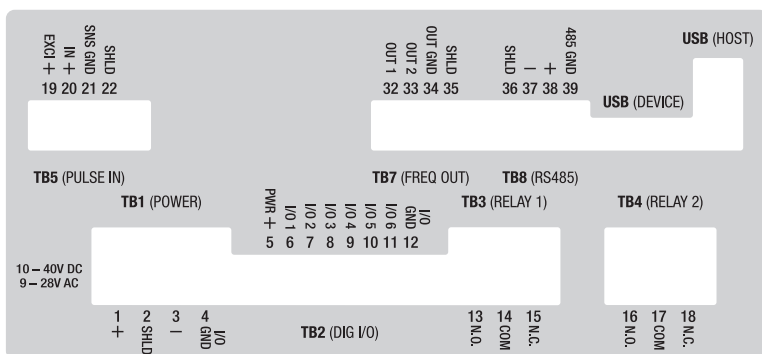 USB (HOST)
EXCI +
IN +
SNS GND
SHLD
19 20 21 22
OUT 1
OUT 2
OUT GND
SHLD
32 33 34 35
SHLD
–
+
485 GND
36 37 38 39
USB (DEVICE)
TB5 (PULSE IN)
TB7 (FREQ OUT)
TB8 (RS485)
TB1 (POWER)
PWR +
I/O 1
I/O 2
I/O 3
I/O 4
I/O 5
I/O 6
I/O
GND
5 6 7 8 9 10 11 12
TB3 (RELAY 1)
TB4 (RELAY 2)
10 – 40V DC
9 – 28V AC
1 2 3 4
+
SHLD
–
I/O
GND
TB2 (DIG I/O)
13 14 15
N.O.
COM
N.C.
16 17 18
N.O.
COM
N.C.